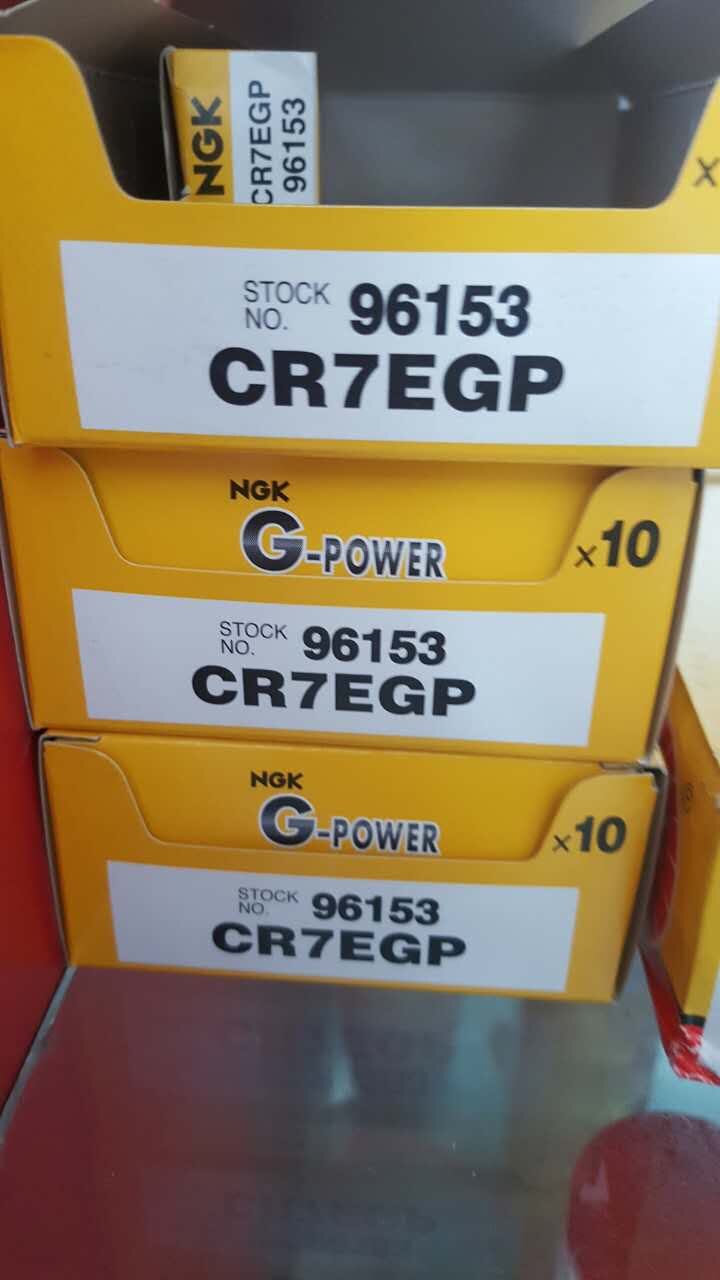 NGK
CR7EGP
96153
x
STOCK NO. 96153
CR7EGP
NGK
G-POWER
x10
STOCK NO. 96153
CR7EGP
NGK
G-POWER
x10
STOCK NO. 96153
CR7EGP